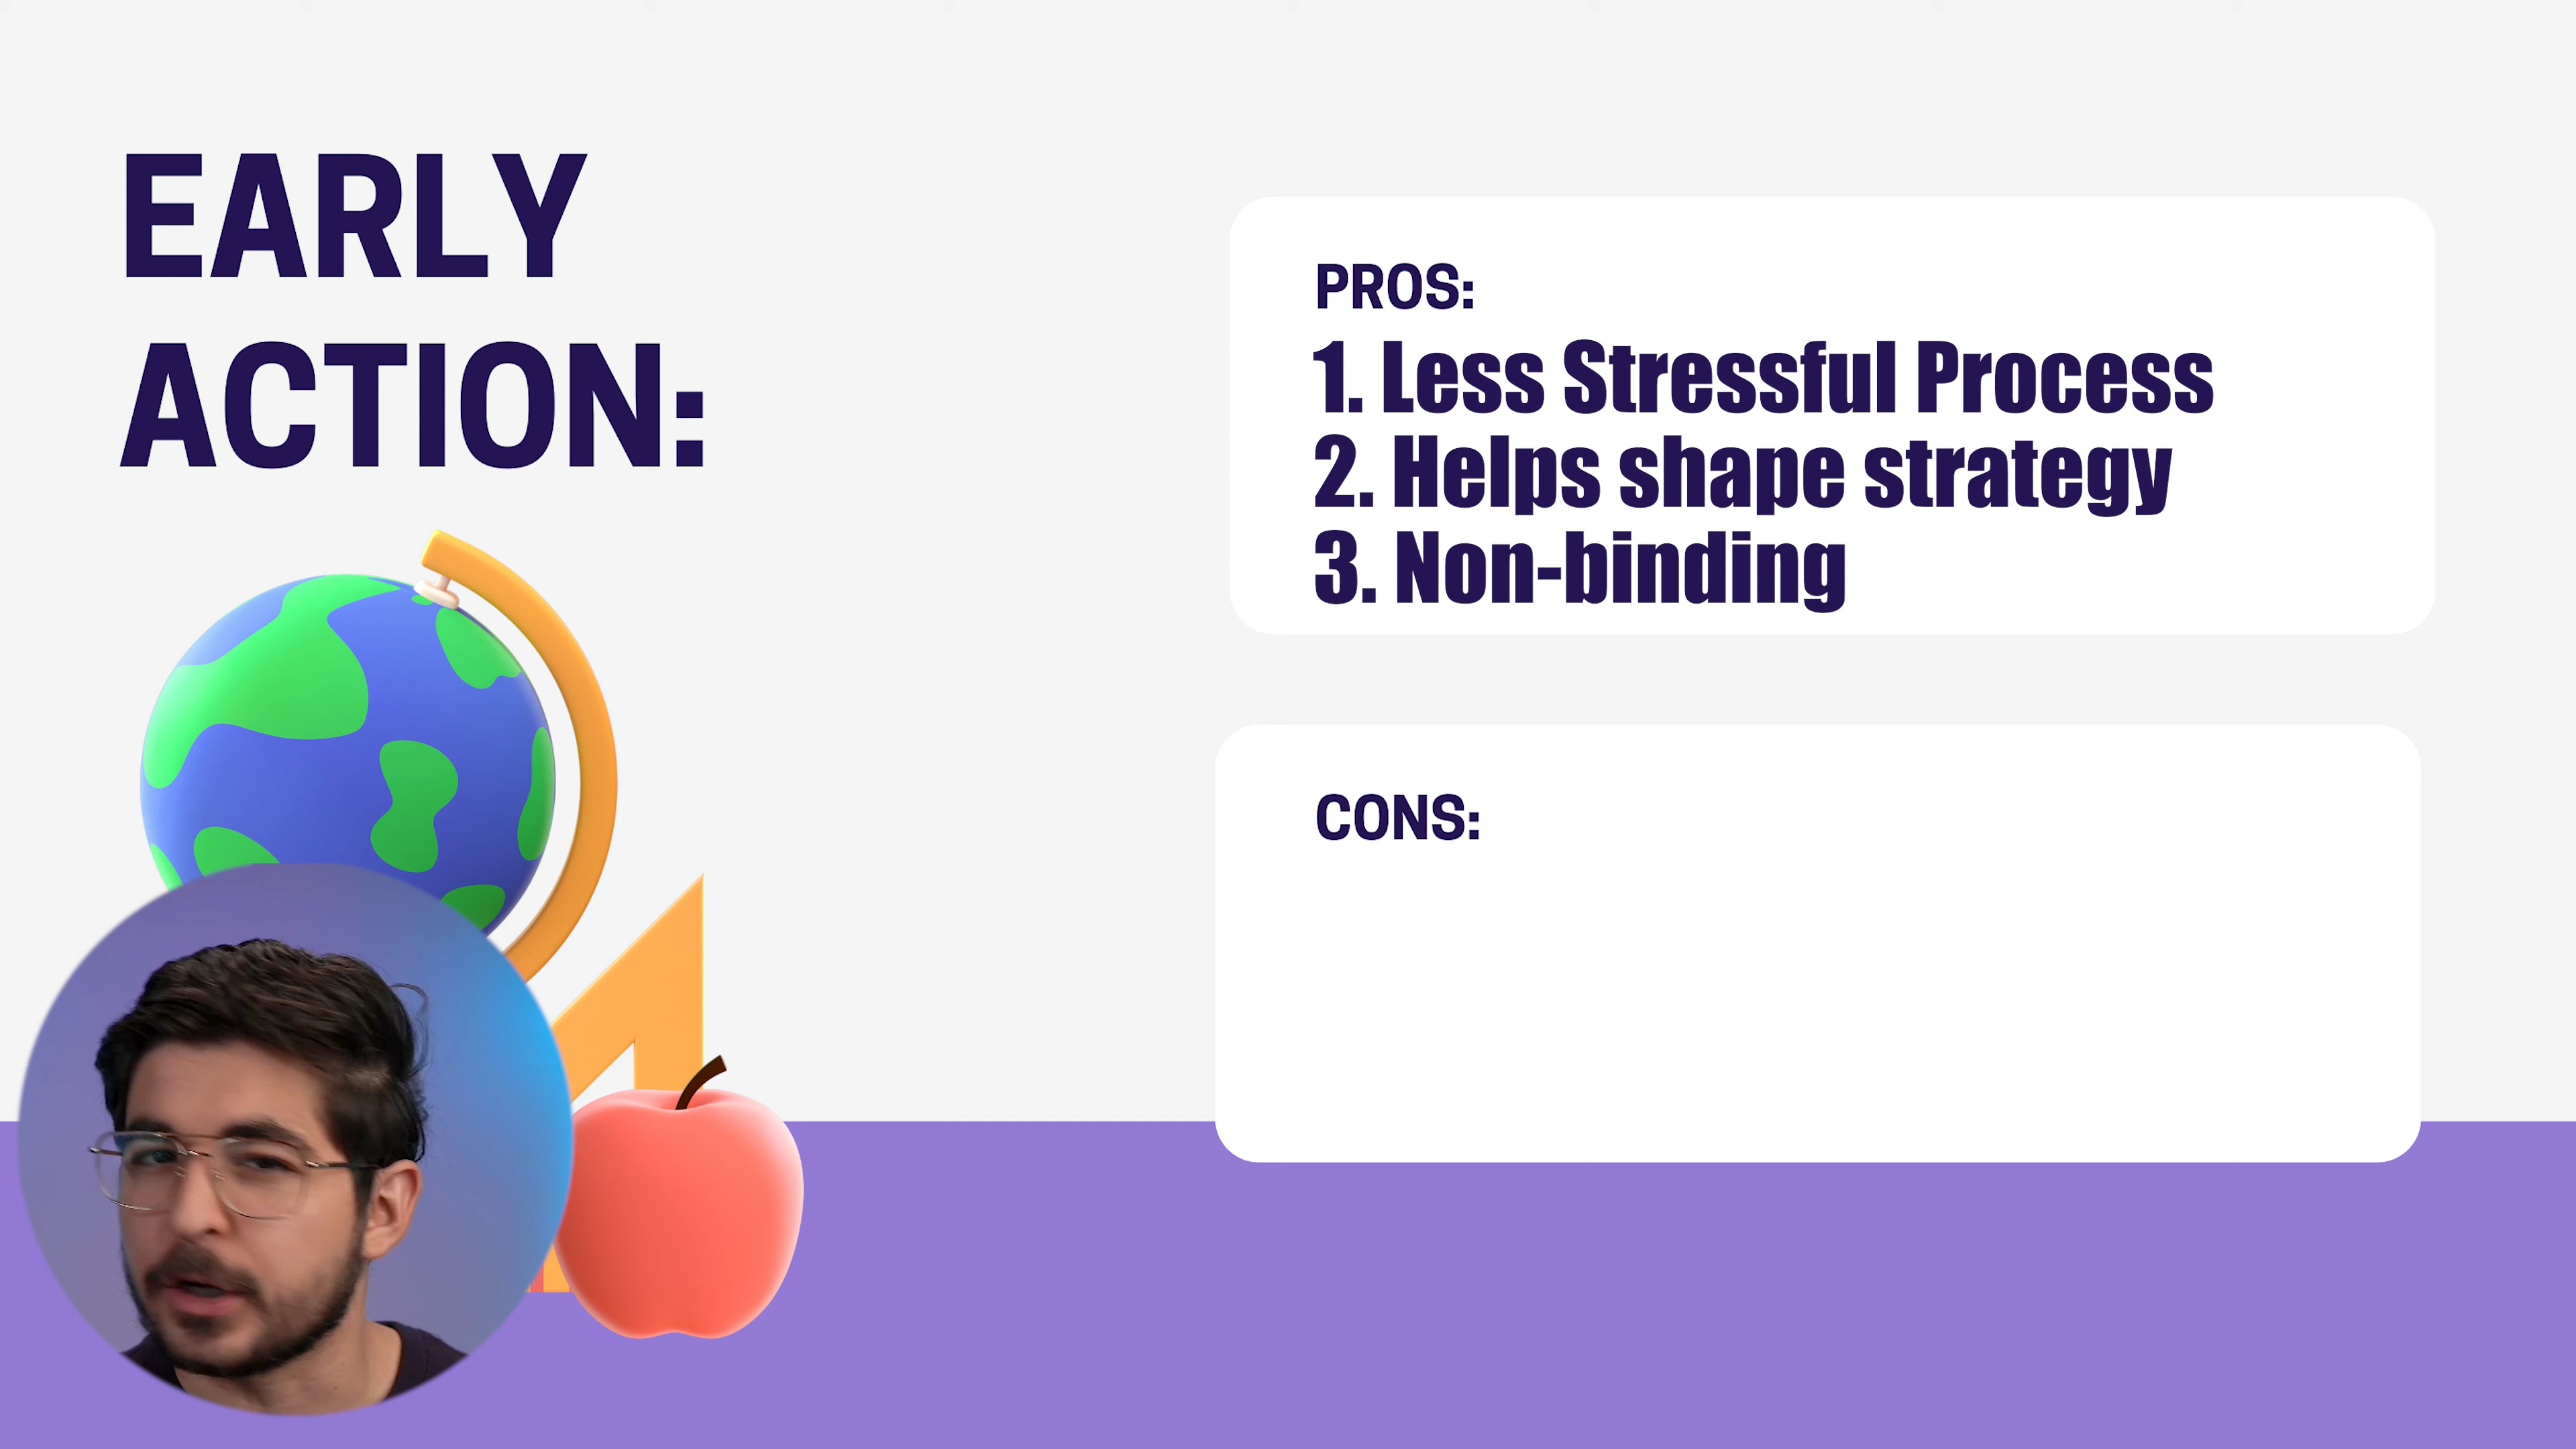 EARLY
ACTION:
PROS:
1. Less Stressful Process
2. Helps shape strategy
3. Non-binding
CONS: